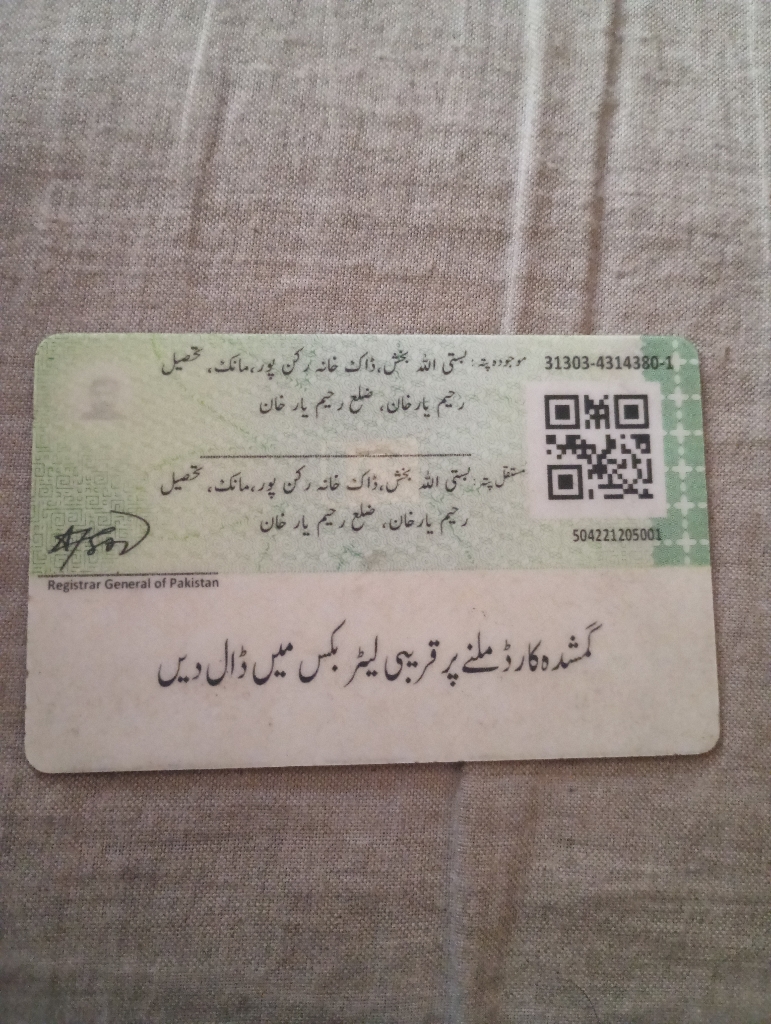 31303-4314380-1
موجودہ پتہ: بستی اللہ بخش، ڈاک خانہ رکن پور، مانک، تحصیل
رحیم یار خان، ضلع رحیم یار خان
مستقل پتہ: بستی اللہ بخش، ڈاک خانہ رکن پور، مانک، تحصیل
رحیم یار خان، ضلع رحیم یار خان
504221205001
Registrar General of Pakistan
گمشدہ کارڈ ملنے پر قریبی لیٹر بکس میں ڈال دیں